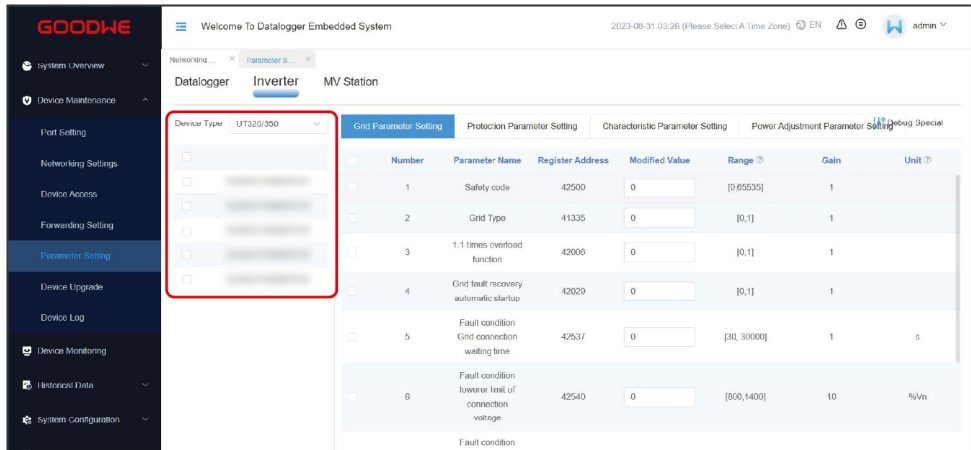 GOODWE
Welcome To Datalogger Embedded System
2023-08-31 03:26 (Please Select A Time Zone) EN admin
System Overview
Device Maintenance
Port Setting
Networking Settings
Device Access
Forwarding Setting
Parameter Setting
Device Upgrade
Device Log
Device Monitoring
Historical Data
System Configuration
Networking ... × Parameter S... ×
Datalogger Inverter MV Station
Device Type UT320/350
Grid Parameter Setting Protection Parameter Setting Characteristic Parameter Setting Power Adjustment Parameter Setting Debug Special
Number Parameter Name Register Address Modified Value Range Gain Unit
1 Safety code 42500 0 [0,65535] 1
2 Grid Type 41335 0 [0,1] 1
3 1.1 times overload function 42006 0 [0,1] 1
4 Grid fault recovery automatic startup 42029 0 [0,1] 1
5 Fault condition Grid connection waiting time 42537 0 [30, 30000] 1 s
6 Fault condition lowerer limit of connection voltage 42540 0 [800,1400] 10 %Vn
Fault condition